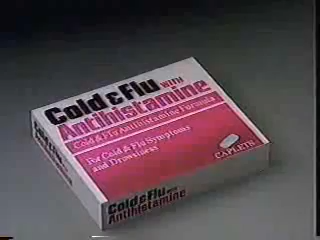 Cold & Flu WITH
Antihistamine
Cold & Flu Antihistamine Formula
For Cold & Flu Symptoms
and Drowsiness
CAPLETS
Cold & Flu WITH
Antihistamine